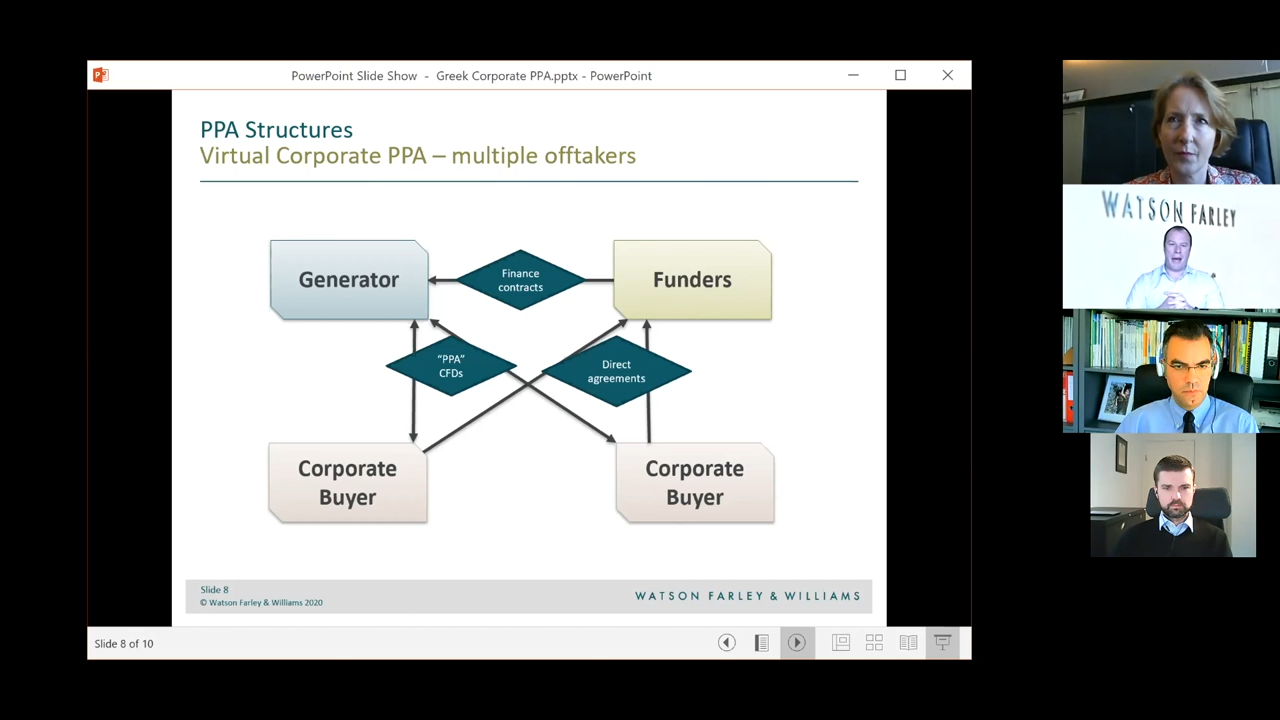 PowerPoint Slide Show - Greek Corporate PPA.pptx - PowerPoint
PPA Structures
Virtual Corporate PPA – multiple offtakers
Generator
Finance
contracts
Funders
“PPA”
CFDs
Direct
agreements
Corporate
Buyer
Corporate
Buyer
Slide 8
© Watson Farley & Williams 2020
WATSON FARLEY & WILLIAMS
Slide 8 of 10
WATSON FARLEY